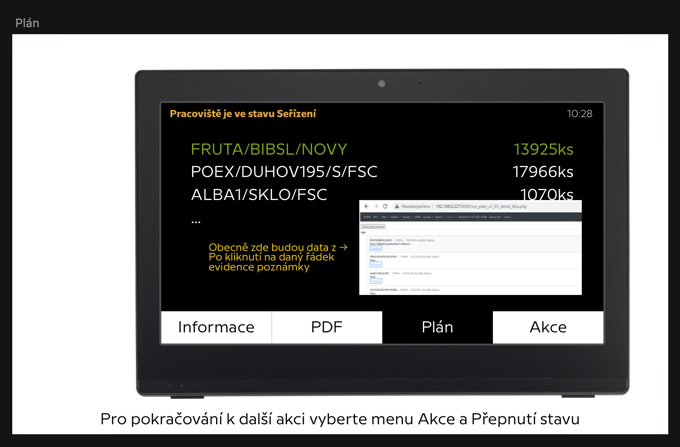 Plán
Pracoviště je ve stavu Seřízení
10:28
FRUTA/BIBSL/NOVY 13925ks
POEX/DUHOV195/S/FSC 17966ks
ALBA1/SKLO/FSC 1070ks
...
Obecně zde budou data z →
Po kliknutí na daný řádek
evidence poznámky
Informace
PDF
Plán
Akce
Pro pokračování k další akci vyberte menu Akce a Přepnutí stavu